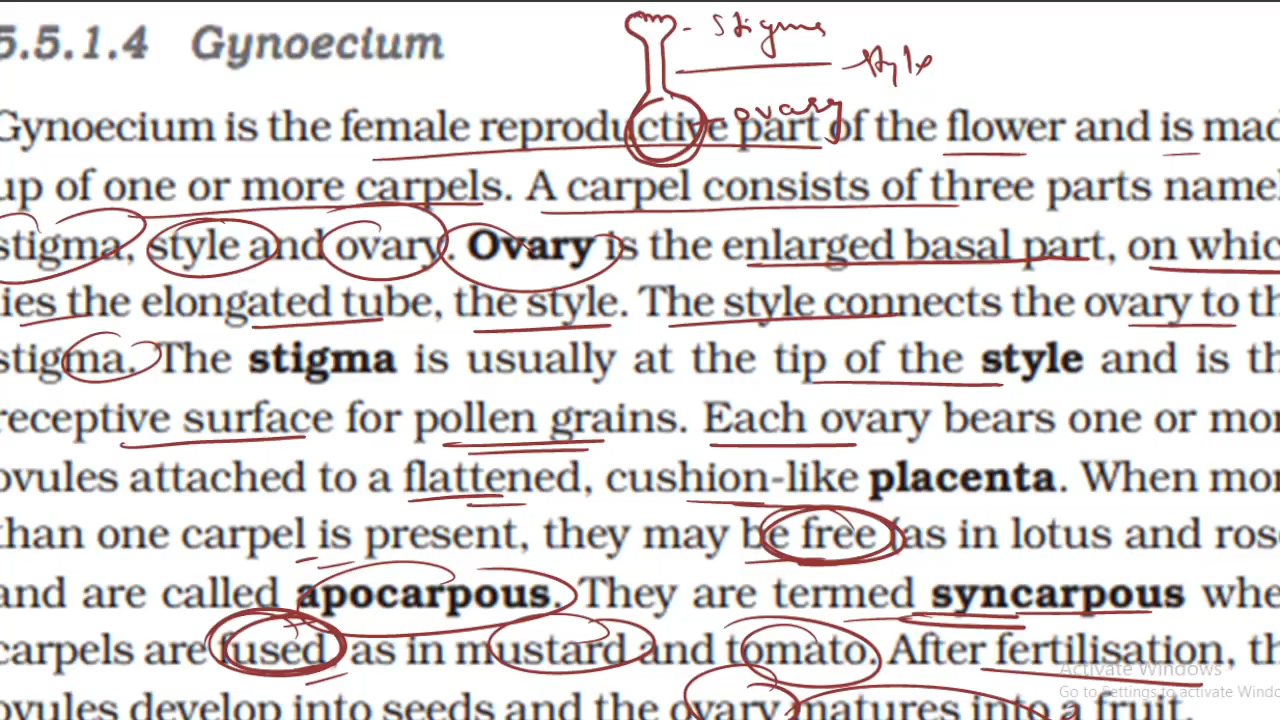 5.5.1.4 Gynoecium
- stigma
style
- ovary
Gynoecium is the female reproductive part of the flower and is mad
up of one or more carpels. A carpel consists of three parts namel
stigma, style and ovary. Ovary is the enlarged basal part, on whic
lies the elongated tube, the style. The style connects the ovary to th
stigma. The stigma is usually at the tip of the style and is th
receptive surface for pollen grains. Each ovary bears one or mor
ovules attached to a flattened, cushion-like placenta. When mor
than one carpel is present, they may be free (as in lotus and rose
and are called apocarpous. They are termed syncarpous whe
carpels are fused, as in mustard and tomato. After fertilisation, th
ovules develop into seeds and the ovary matures into a fruit.
Activate Windows
Go to Settings to activate Windo